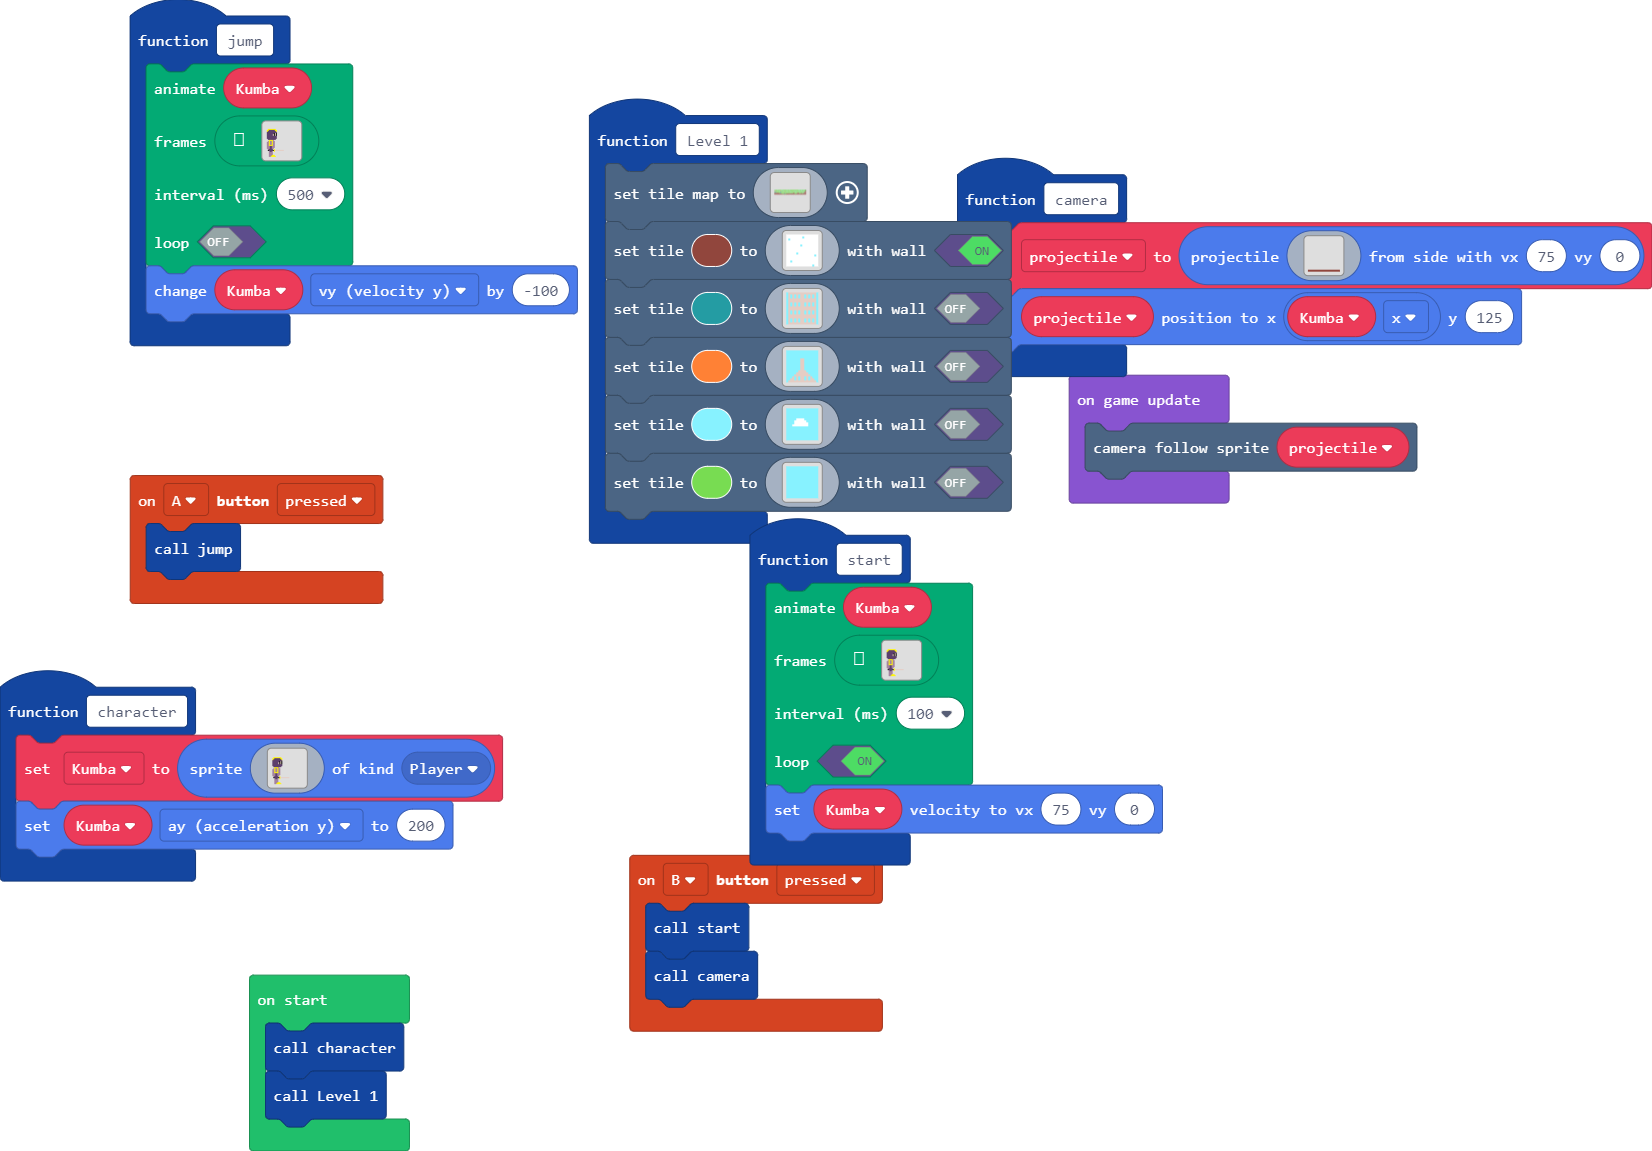 function jump
animate Kumba
frames
interval (ms) 500
loop OFF
change Kumba vy (velocity y) by -100
function Level 1
set tile map to
set tile to with wall ON
set tile to with wall OFF
set tile to with wall OFF
set tile to with wall OFF
set tile to with wall OFF
function camera
projectile to projectile from side with vx 75 vy 0
projectile position to x Kumba x y 125
on game update
camera follow sprite projectile
on A button pressed
call jump
function start
animate Kumba
frames
interval (ms) 100
loop ON
set Kumba velocity to vx 75 vy 0
function character
set Kumba to sprite of kind Player
set Kumba ay (acceleration y) to 200
on B button pressed
call start
call camera
on start
call character
call Level 1